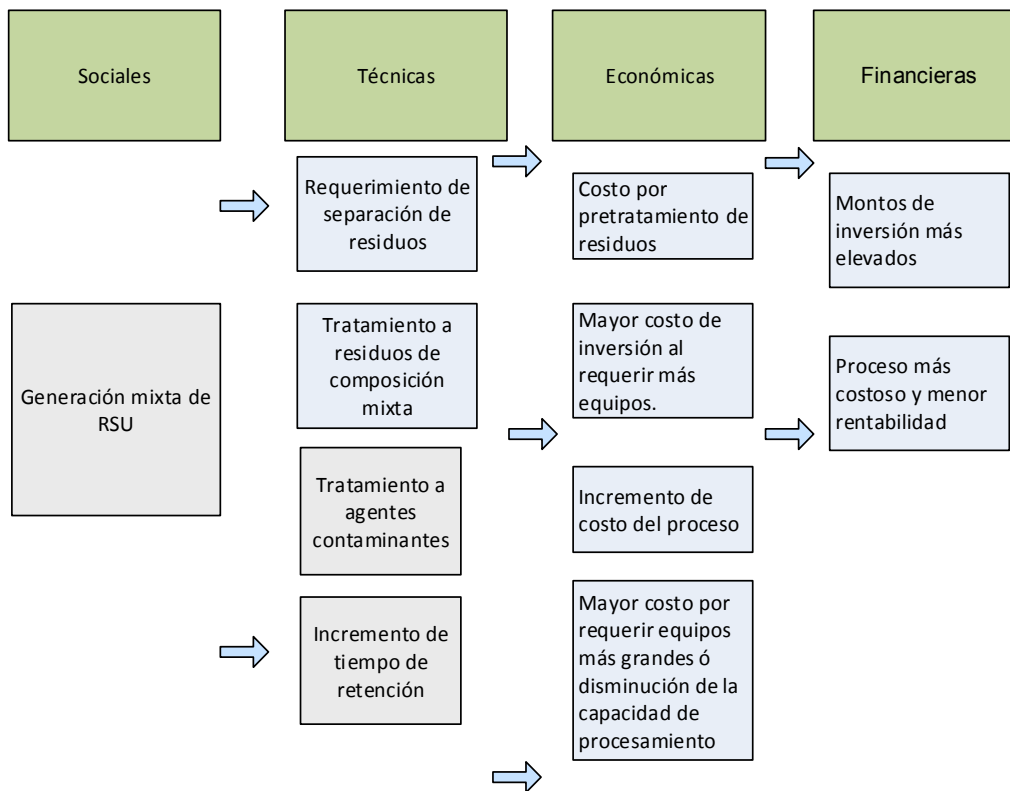 Sociales
Técnicas
Económicas
Financieras
Requerimiento de
separación de
residuos
Costo por
pretratamiento de
residuos
Montos de
inversión más
elevados
Generación mixta de
RSU
Tratamiento a
residuos de
composición
mixta
Mayor costo de
inversión al
requerir más
equipos.
Proceso más
costoso y menor
rentabilidad
Tratamiento a
agentes
contaminantes
Incremento de
costo del proceso
Incremento de
tiempo de
retención
Mayor costo por
requerir equipos
más grandes ó
disminución de la
capacidad de
procesamiento